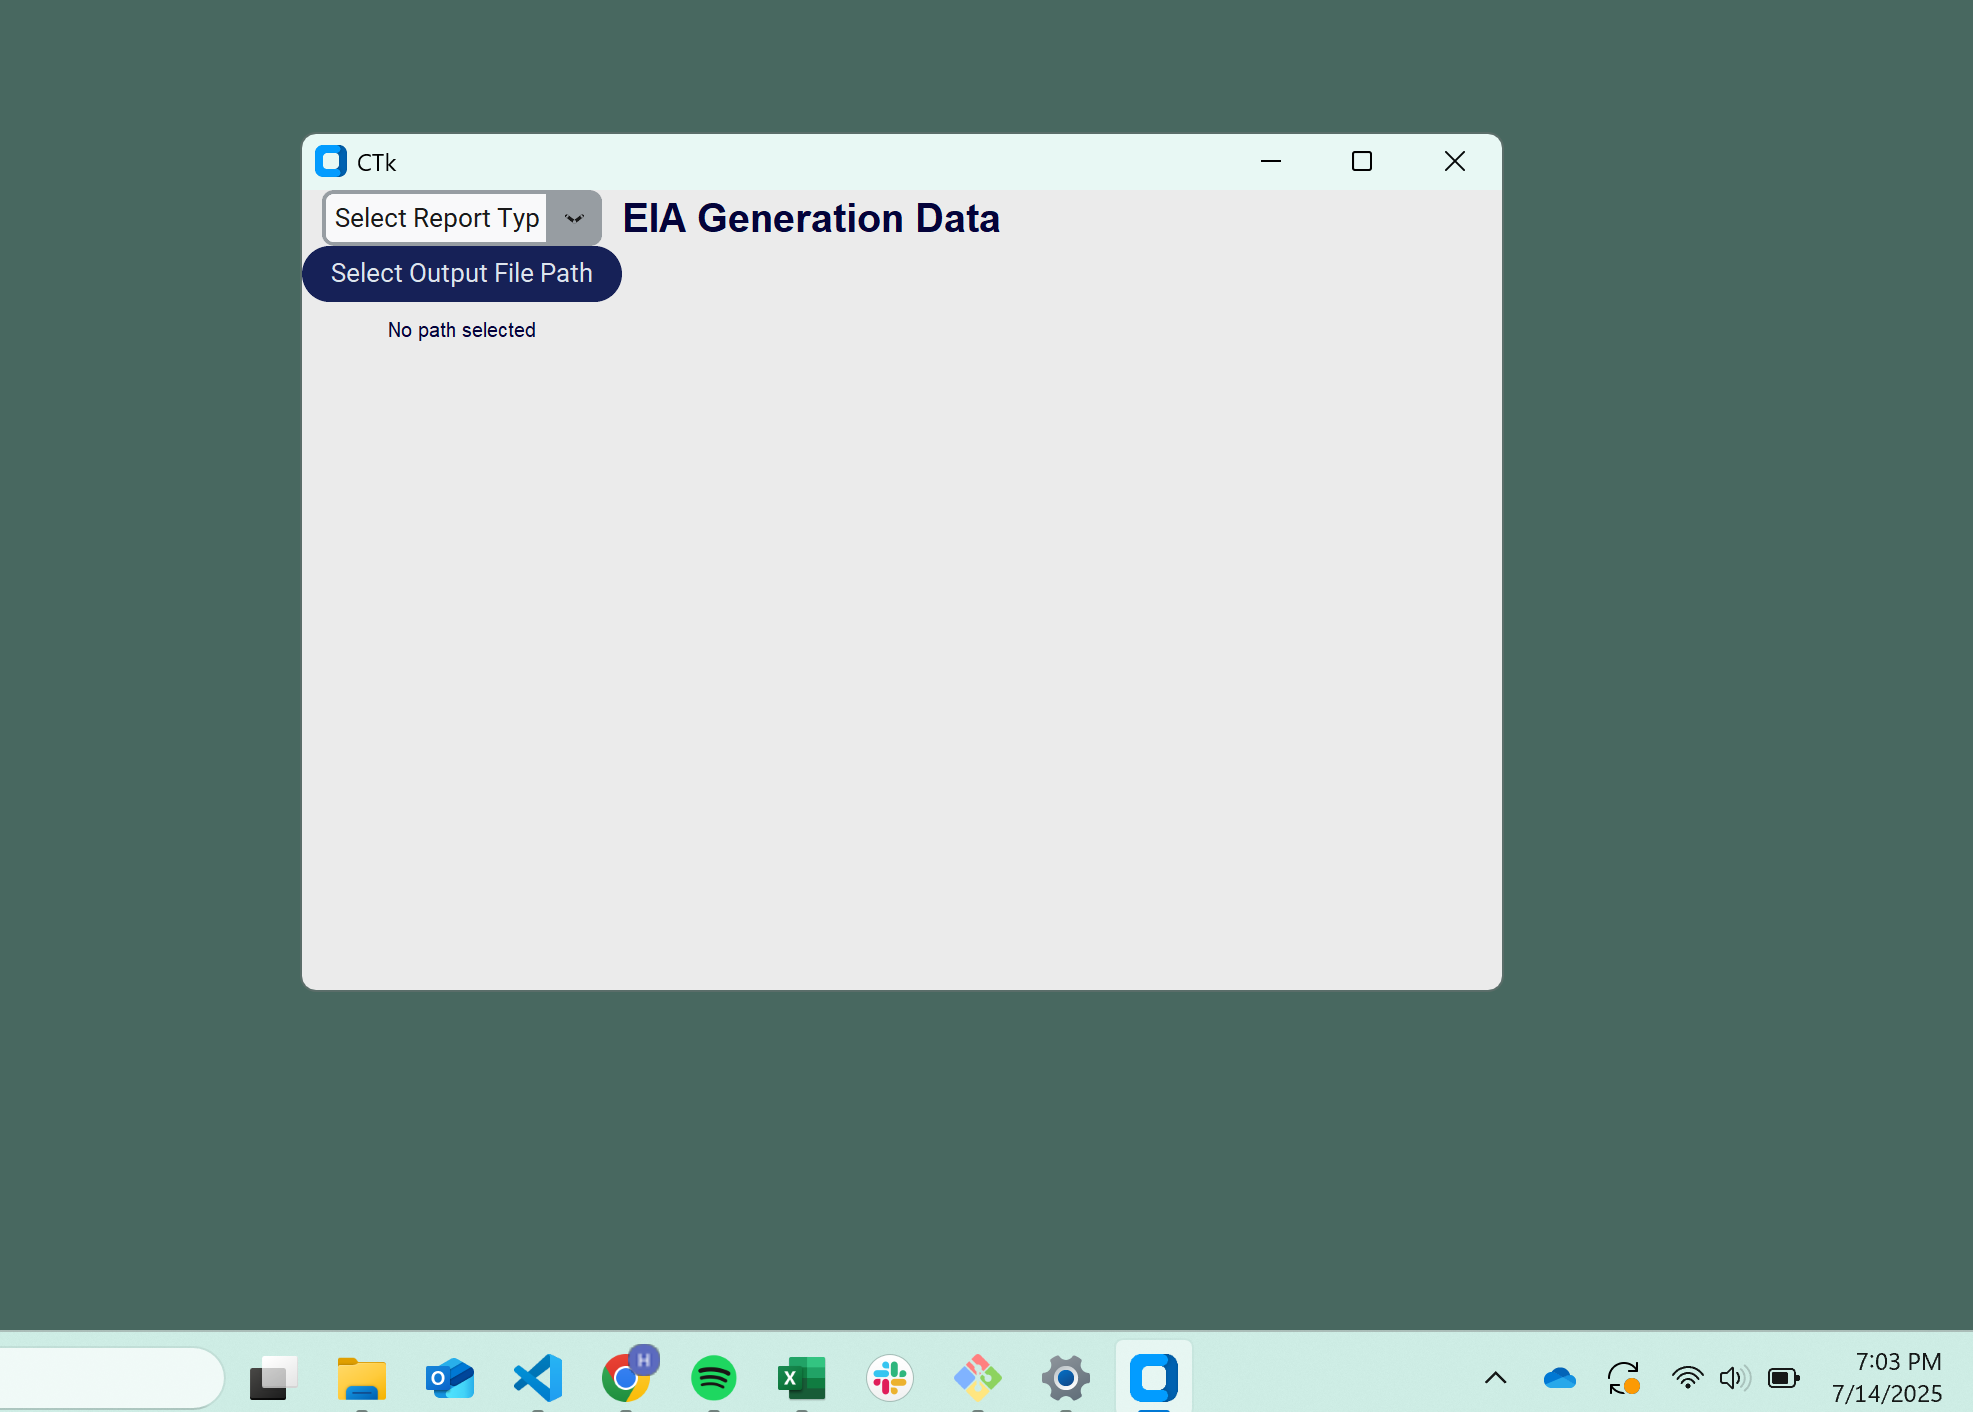 CTk
Select Report Typ
EIA Generation Data
Select Output File Path
No path selected
H
O
X
7:03 PM
7/14/2025